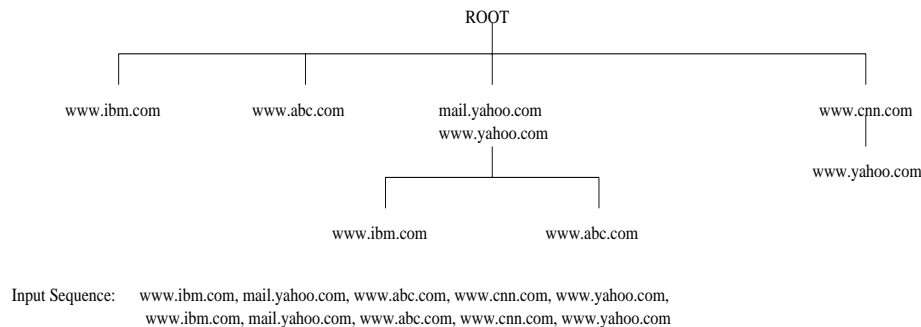 ROOT
www.ibm.com www.abc.com mail.yahoo.com www.cnn.com
www.yahoo.com
www.yahoo.com
www.ibm.com www.abc.com
Input Sequence: www.ibm.com, mail.yahoo.com, www.abc.com, www.cnn.com, www.yahoo.com,
www.ibm.com, mail.yahoo.com, www.abc.com, www.cnn.com, www.yahoo.com